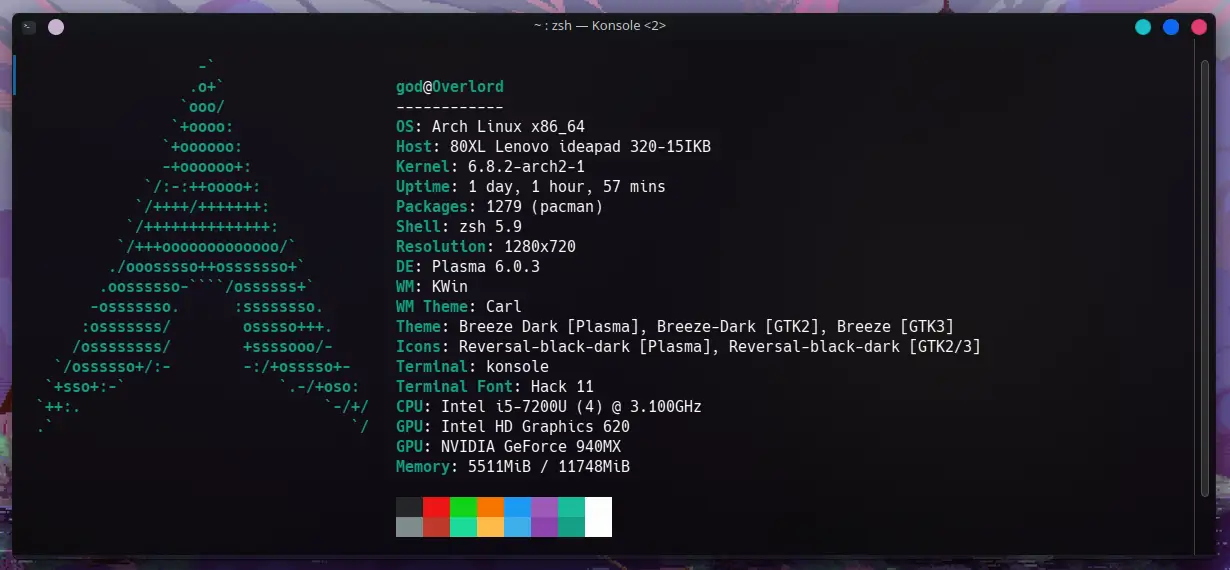 ~ : zsh — Konsole <2>
                  -`
                 .o+`
                `ooo/
               `+oooo:
              `+oooooo:
              -+oooooo+:
            `/:-:++oooo+:
           `/++++/+++++++:
          `/++++++++++++++:
         `/+++ooooooooooooo/`
        ./ooosssso++osssssso+`
       .oossssso-````/ossssss+`
      -osssssso.      :ssssssso.
     :osssssss/        osssso+++.
    /ossssssss/        +ssssooo/-
  `/ossssso+/:-        -:/+osssso+-
 `+sso+:-`                 `.-/+oso:
`++:.                           `-/+/
.`                                 `/
god@Overlord
------------
OS: Arch Linux x86_64
Host: 80XL Lenovo ideapad 320-15IKB
Kernel: 6.8.2-arch2-1
Uptime: 1 day, 1 hour, 57 mins
Packages: 1279 (pacman)
Shell: zsh 5.9
Resolution: 1280x720
DE: Plasma 6.0.3
WM: KWin
WM Theme: Carl
Theme: Breeze Dark [Plasma], Breeze-Dark [GTK2], Breeze [GTK3]
Icons: Reversal-black-dark [Plasma], Reversal-black-dark [GTK2/3]
Terminal: konsole
Terminal Font: Hack 11
CPU: Intel i5-7200U (4) @ 3.100GHz
GPU: Intel HD Graphics 620
GPU: NVIDIA GeForce 940MX
Memory: 5511MiB / 11748MiB